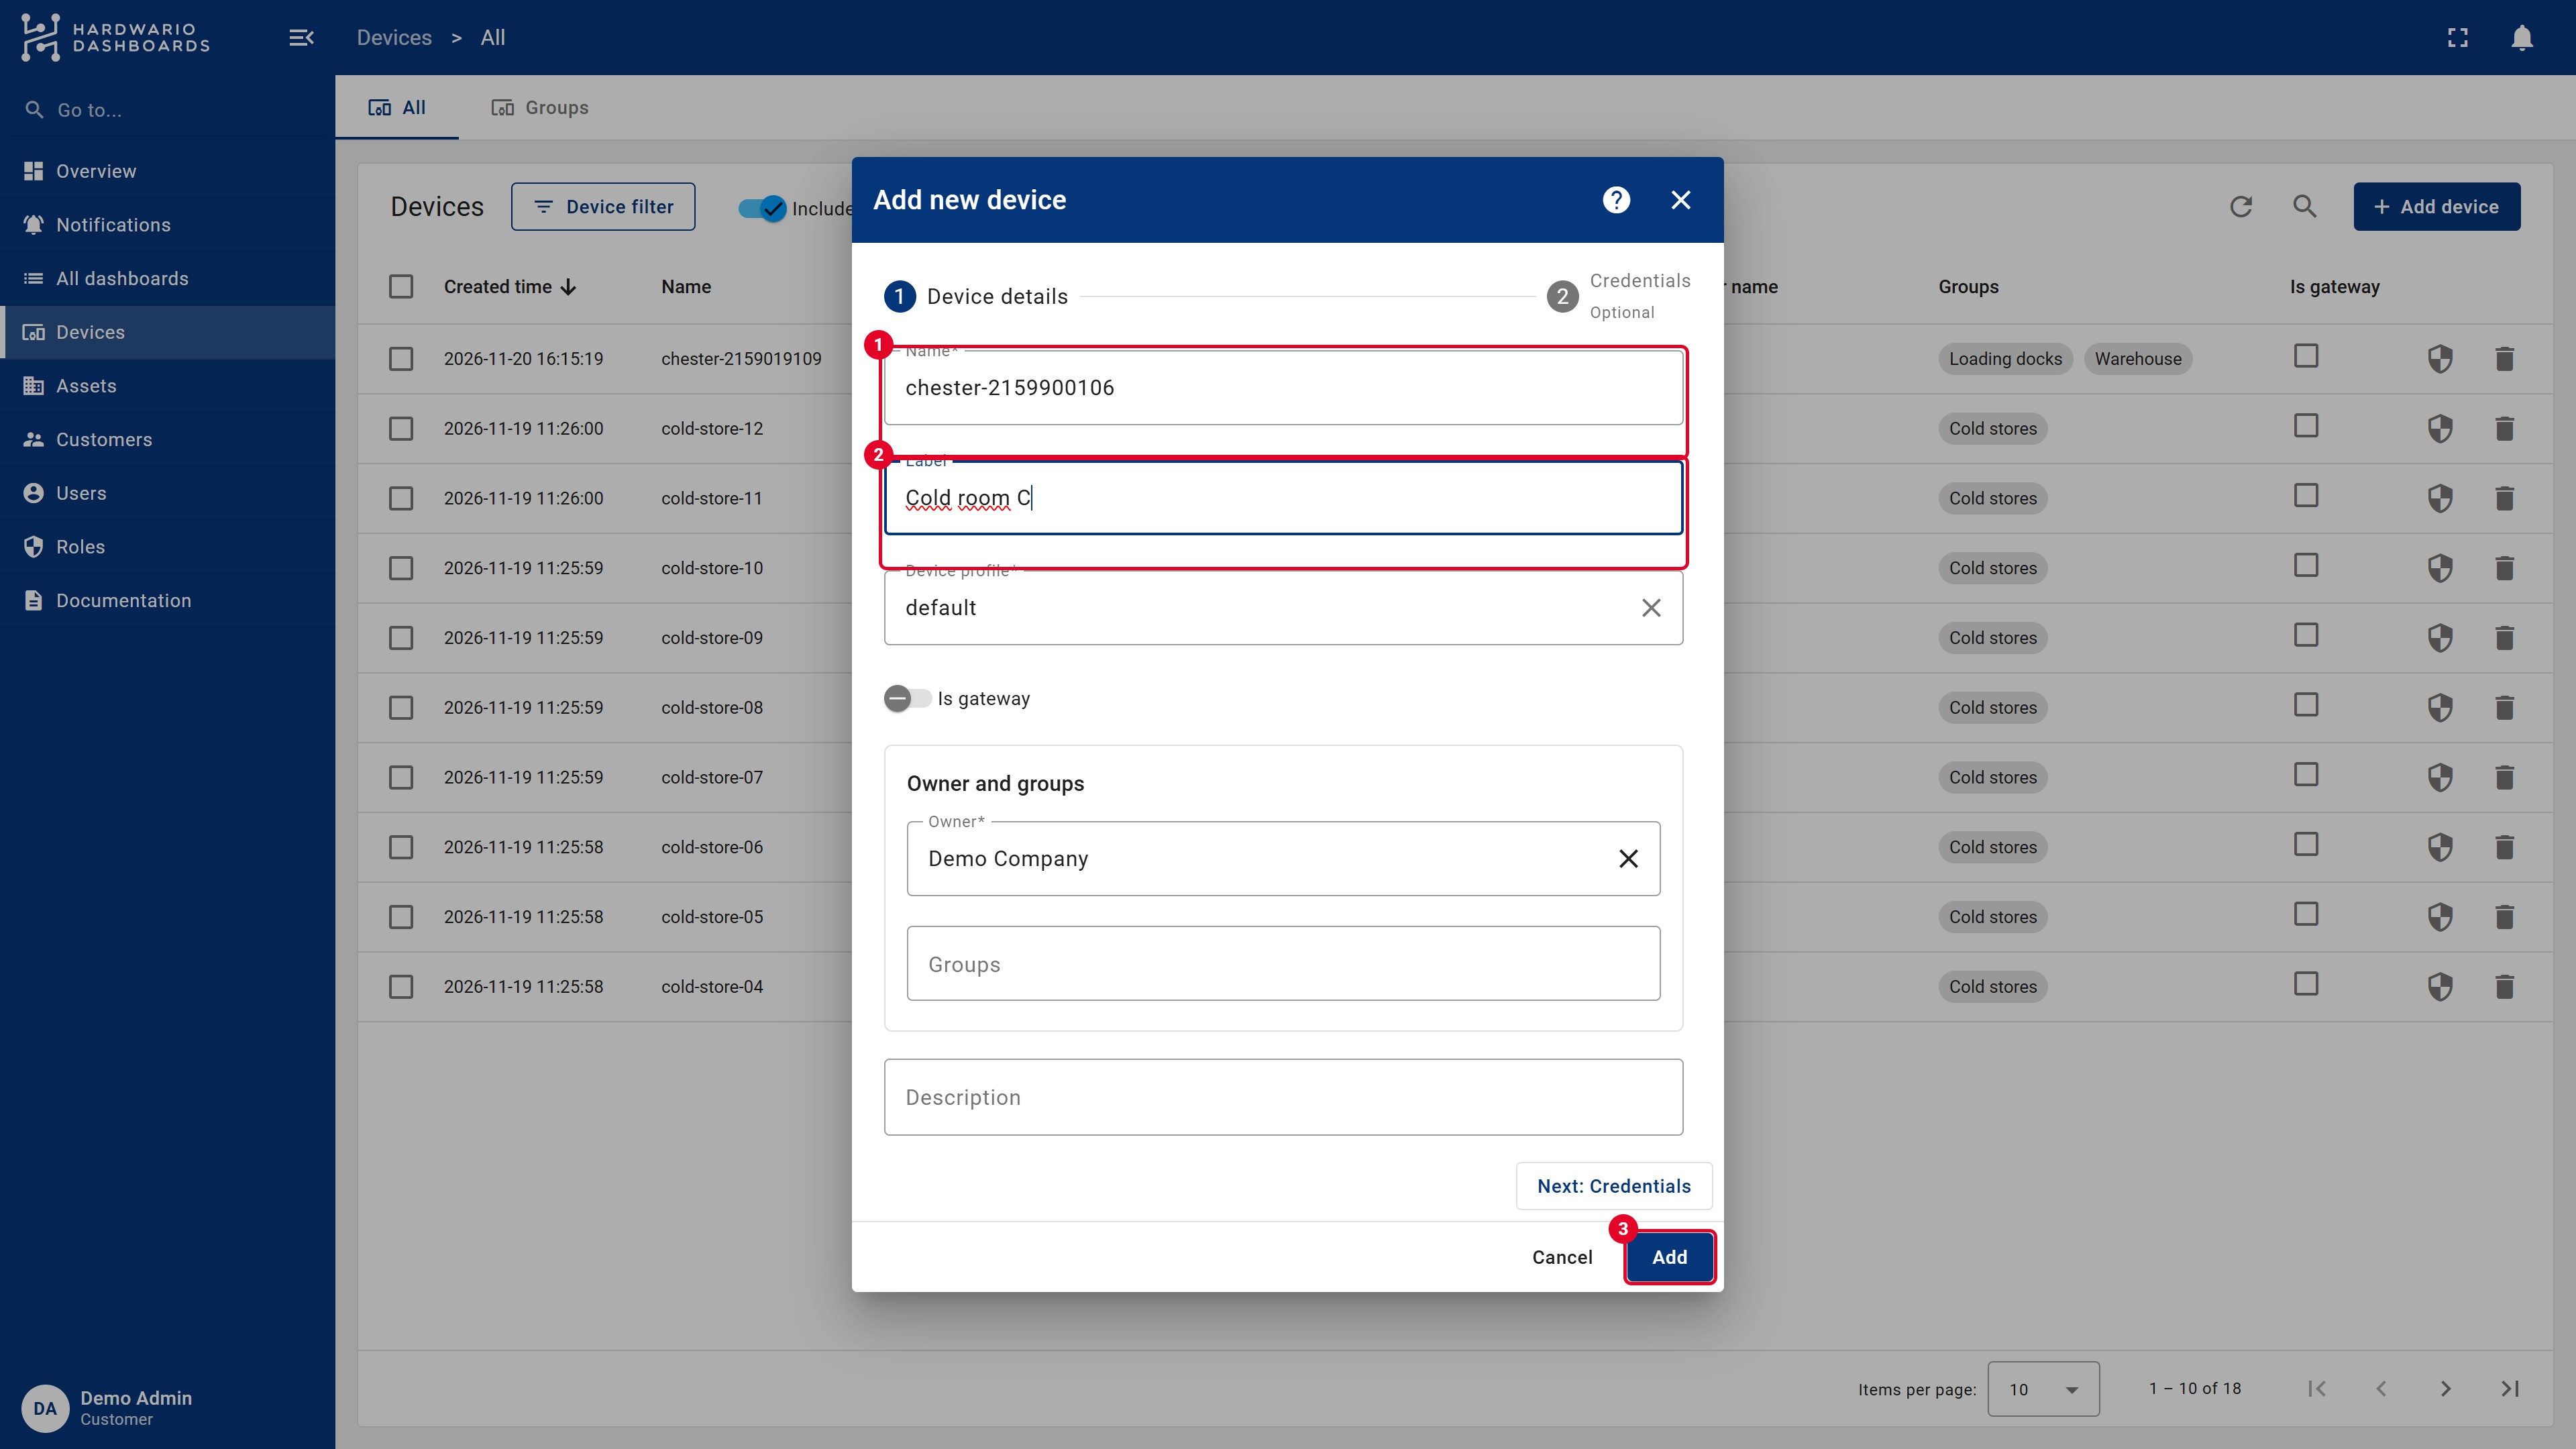 HARDWARIO
DASHBOARDS
Devices > All
Go to...
Overview
Notifications
All dashboards
Devices
Assets
Customers
Users
Roles
Documentation
DA
Demo Admin
Customer
All
Groups
Devices
Device filter
Include
+ Add device
Created time
Name
name
Groups
Is gateway
2026-11-20 16:15:19
chester-2159019109
Loading docks
Warehouse
2026-11-19 11:26:00
cold-store-12
Cold stores
2026-11-19 11:26:00
cold-store-11
Cold stores
2026-11-19 11:25:59
cold-store-10
Cold stores
2026-11-19 11:25:59
cold-store-09
Cold stores
2026-11-19 11:25:59
cold-store-08
Cold stores
2026-11-19 11:25:59
cold-store-07
Cold stores
2026-11-19 11:25:58
cold-store-06
Cold stores
2026-11-19 11:25:58
cold-store-05
Cold stores
2026-11-19 11:25:58
cold-store-04
Cold stores
Items per page:
10
1 – 10 of 18
Add new device
?
1
Device details
2
Credentials
Optional
1
Name*
chester-2159900106
2
Label
Cold room C
Device profile*
default
Is gateway
Owner and groups
Owner*
Demo Company
Groups
Description
Next: Credentials
Cancel
3
Add